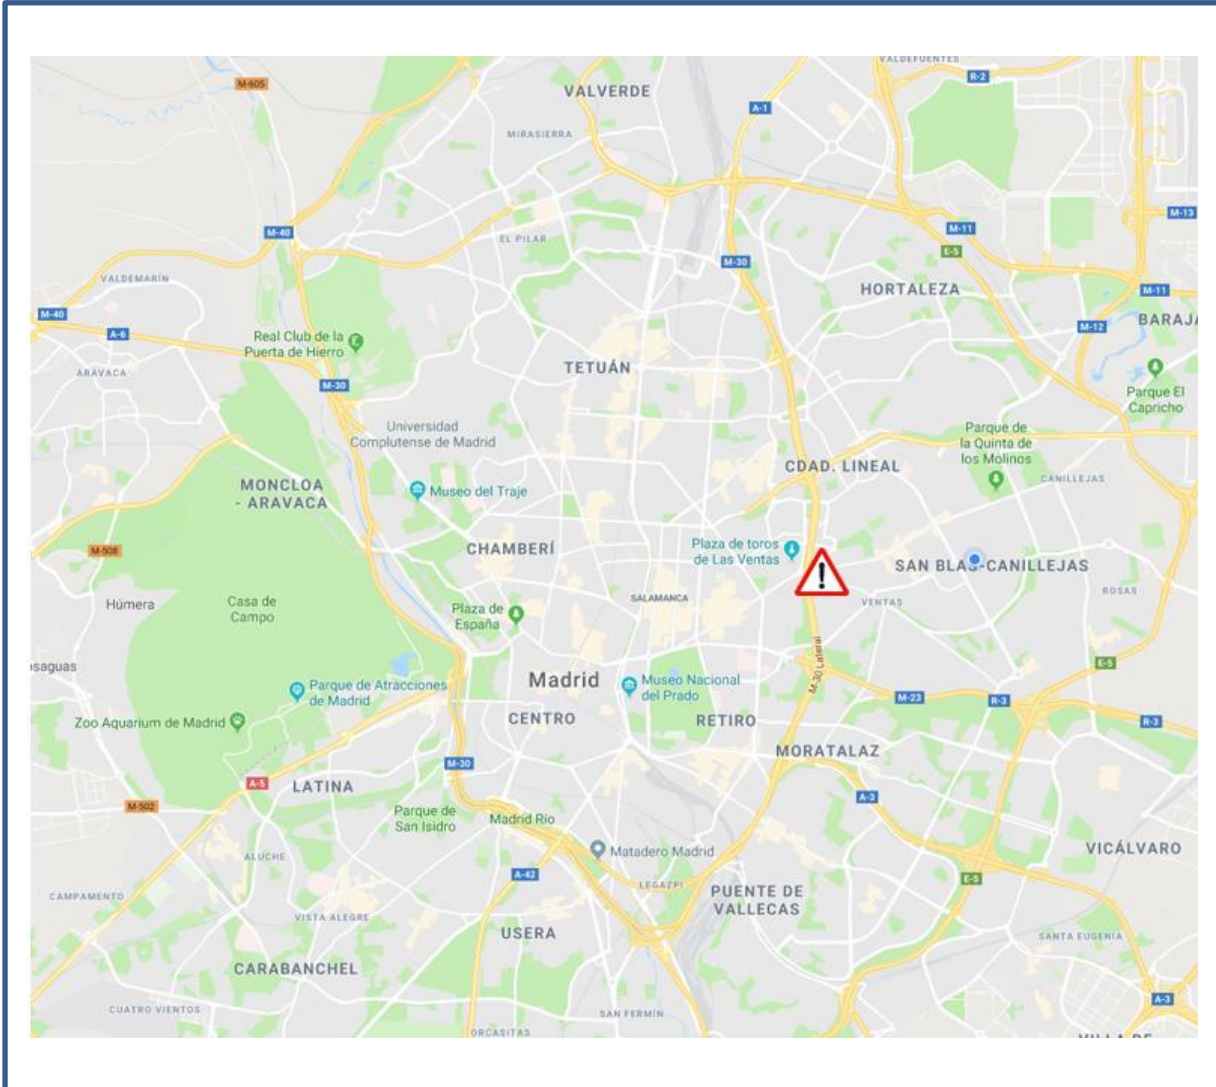 VALDEFUENTES
M-605
R-2
VALVERDE
A-1
MIRASIERRA
M-13
M-40
M-11
EL PILAR
E-5
M-30
VALDEMARÍN
HORTALEZA
M-11
M-40
BARAJA
M-12
A-6
Real Club de la
Puerta de Hierro
TETUÁN
ARAVACA
M-30
Parque El
Capricho
Universidad
Complutense de Madrid
Parque de
la Quinta de
los Molinos
CDAD. LINEAL
CANILLEJAS
MONCLOA
- ARAVACA
Museo del Traje
CHAMBERÍ
Plaza de toros
de Las Ventas
M-508
SAN BLAS-CANILLEJAS
ROSAS
Húmera
Casa de
Campo
SALAMANCA
VENTAS
Plaza de
España
osaguas
M-30 Lateral
E-5
Parque de Atracciones
de Madrid
Madrid
Museo Nacional
del Prado
M-23
R-3
Zoo Aquarium de Madrid
CENTRO
RETIRO
R-3
MORATALAZ
M-30
A-5
LATINA
A-3
M-502
Parque de
San Isidro
Madrid Río
Matadero Madrid
VICÁLVARO
ALUCHE
A-42
LEGAZPI
E-5
CAMPAMENTO
PUENTE DE
VALLECAS
VISTA ALEGRE
USERA
SANTA EUGENIA
CARABANCHEL
A-3
CUATRO VIENTOS
SAN FERMÍN
ORCASITAS
VILLA DE